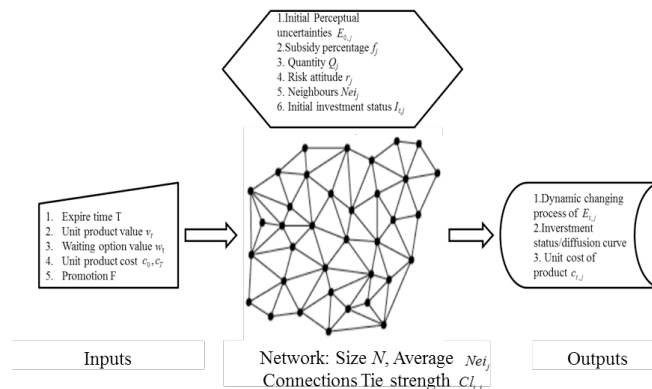 1.Initial Perceptual
uncertainties E0,j
2.Subsidy percentage fj
3. Quantity Qj
4. Risk attitude rj
5. Neighbours Neij
6. Initial investment status It,j
1. Expire time T
2. Unit product value vt
3. Waiting option value wt
4. Unit product cost c0,cT
5. Promotion F
1.Dynamic changing
process of Et,j
2.Inverstment
status/diffusion curve
3. Unit cost of
product ct,j
Inputs
Network: Size N, Average Neij
Connections Tie strength Cli,j
Outputs